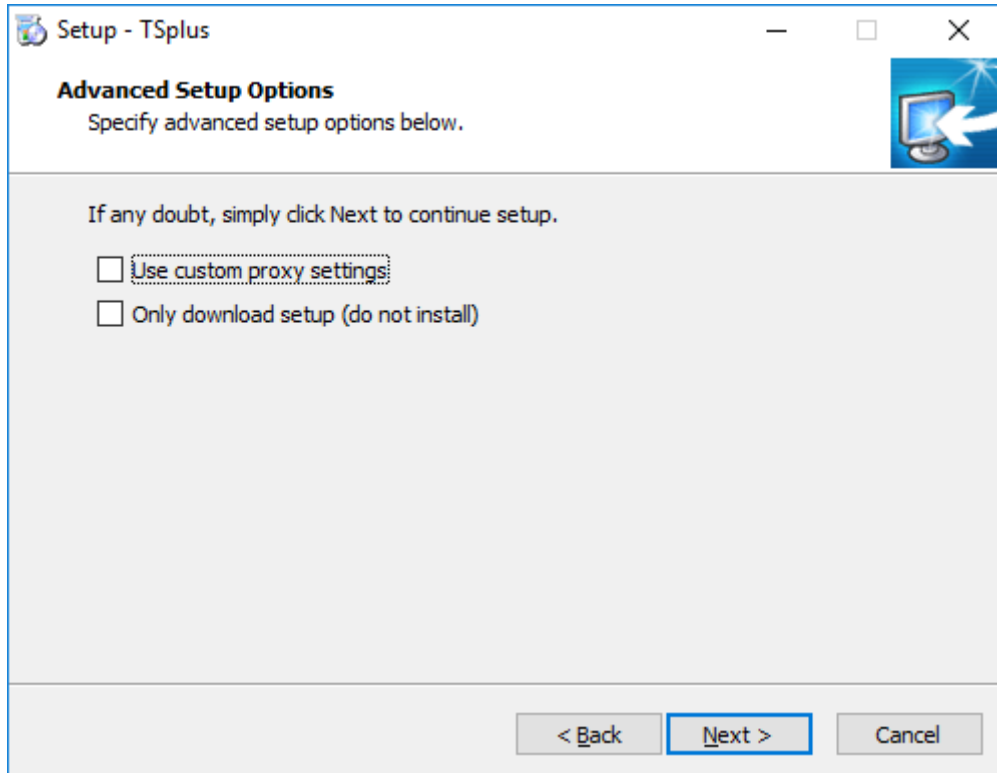 Setup - TSplus
Advanced Setup Options
Specify advanced setup options below.
If any doubt, simply click Next to continue setup.
Use custom proxy settings
Only download setup (do not install)
< Back Next > Cancel